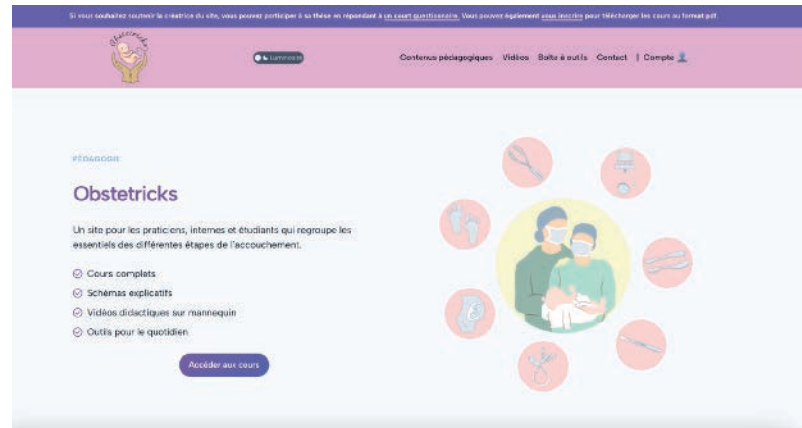 Si vous souhaitez soutenir la créatrice du site, vous pouvez participer à sa thèse en répondant à un court questionnaire. Vous pouvez également vous inscrire pour télécharger les cours au format pdf.
Obstetricks
Contenus pédagogiques Vidéos Boîte à outils Contact | Compte
PÉDAGOGIE
Obstetricks
Un site pour les praticiens, internes et étudiants qui regroupe les
essentiels des différentes étapes de l'accouchement.
Cours complets
Schémas explicatifs
Vidéos didactiques sur mannequin
Outils pour le quotidien
Accéder aux cours